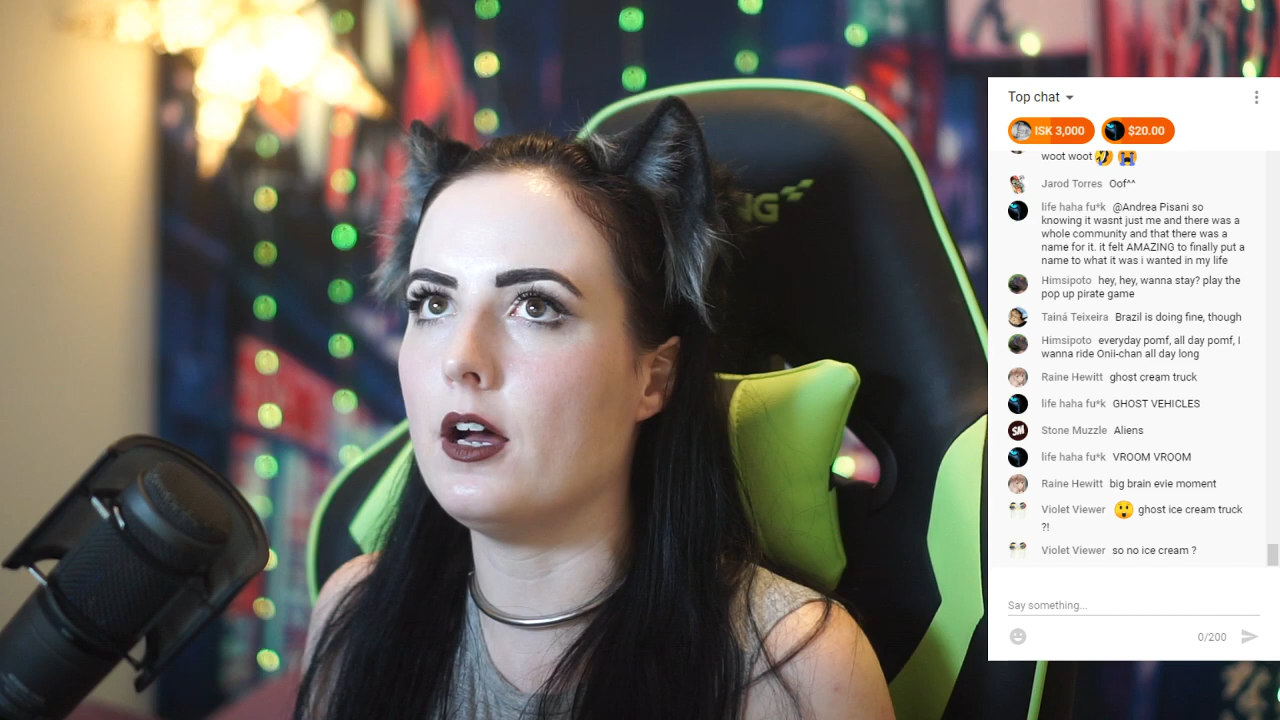 Top chat
ISK 3,000 $20.00
woot woot
Jarod Torres Oof^^
life haha fu*k @Andrea Pisani so
knowing it wasnt just me and there was a
whole community and that there was a
name for it. it felt AMAZING to finally put a
name to what it was i wanted in my life
Himsipoto hey, hey, wanna stay? play the
pop up pirate game
Tainá Teixeira Brazil is doing fine, though
Himsipoto everyday pomf, all day pomf, I
wanna ride Onii-chan all day long
Raine Hewitt ghost cream truck
life haha fu*k GHOST VEHICLES
SM Stone Muzzle Aliens
life haha fu*k VROOM VROOM
Raine Hewitt big brain evie moment
Violet Viewer 😲 ghost ice cream truck
?!
Violet Viewer so no ice cream ?
Say something...
0/200